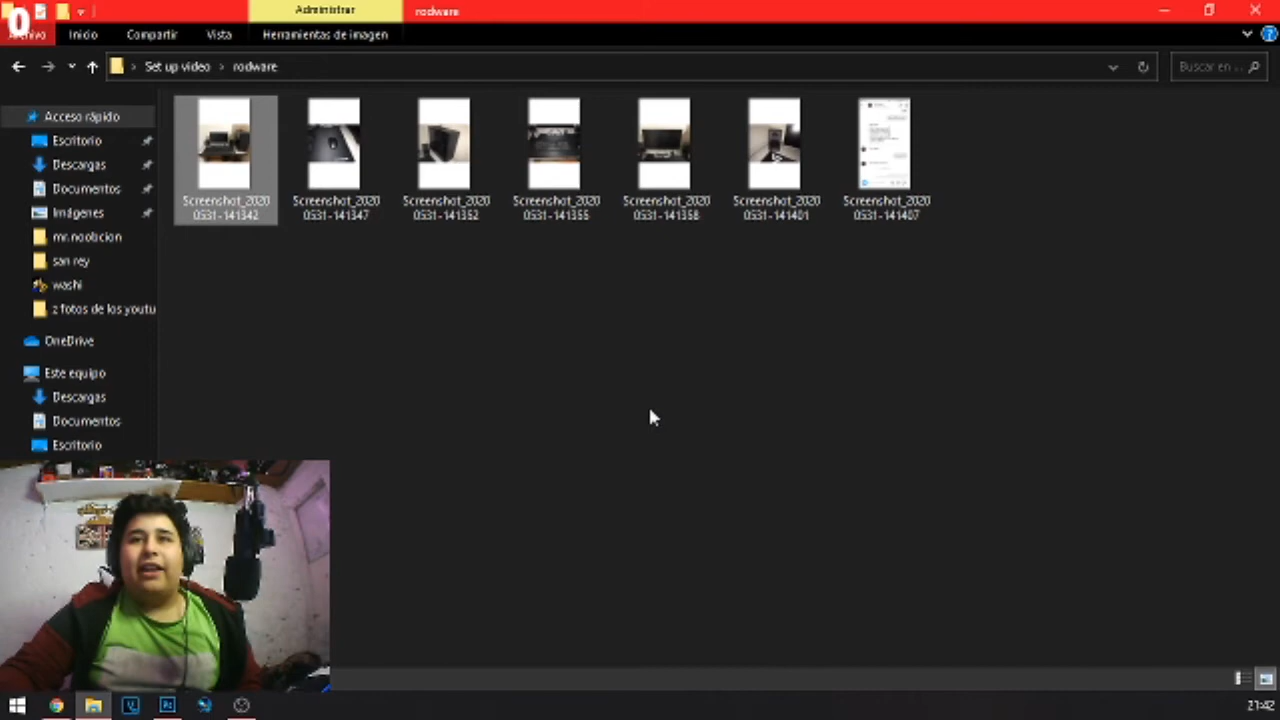 0
Administrar
rodware
Inicio
Compartir
Vista
Herramientas de imagen
Set up video › rodware
Buscar en ...
Acceso rápido
Escritorio
Descargas
Documentos
Imágenes
mr.noobcion
san rey
washi
z fotos de los youtu
OneDrive
Este equipo
Descargas
Documentos
Escritorio
Screenshot_2020
0531-141342
Screenshot_2020
0531-141347
Screenshot_2020
0531-141352
Screenshot_2020
0531-141355
Screenshot_2020
0531-141358
Screenshot_2020
0531-141401
Screenshot_2020
0531-141407
21:42